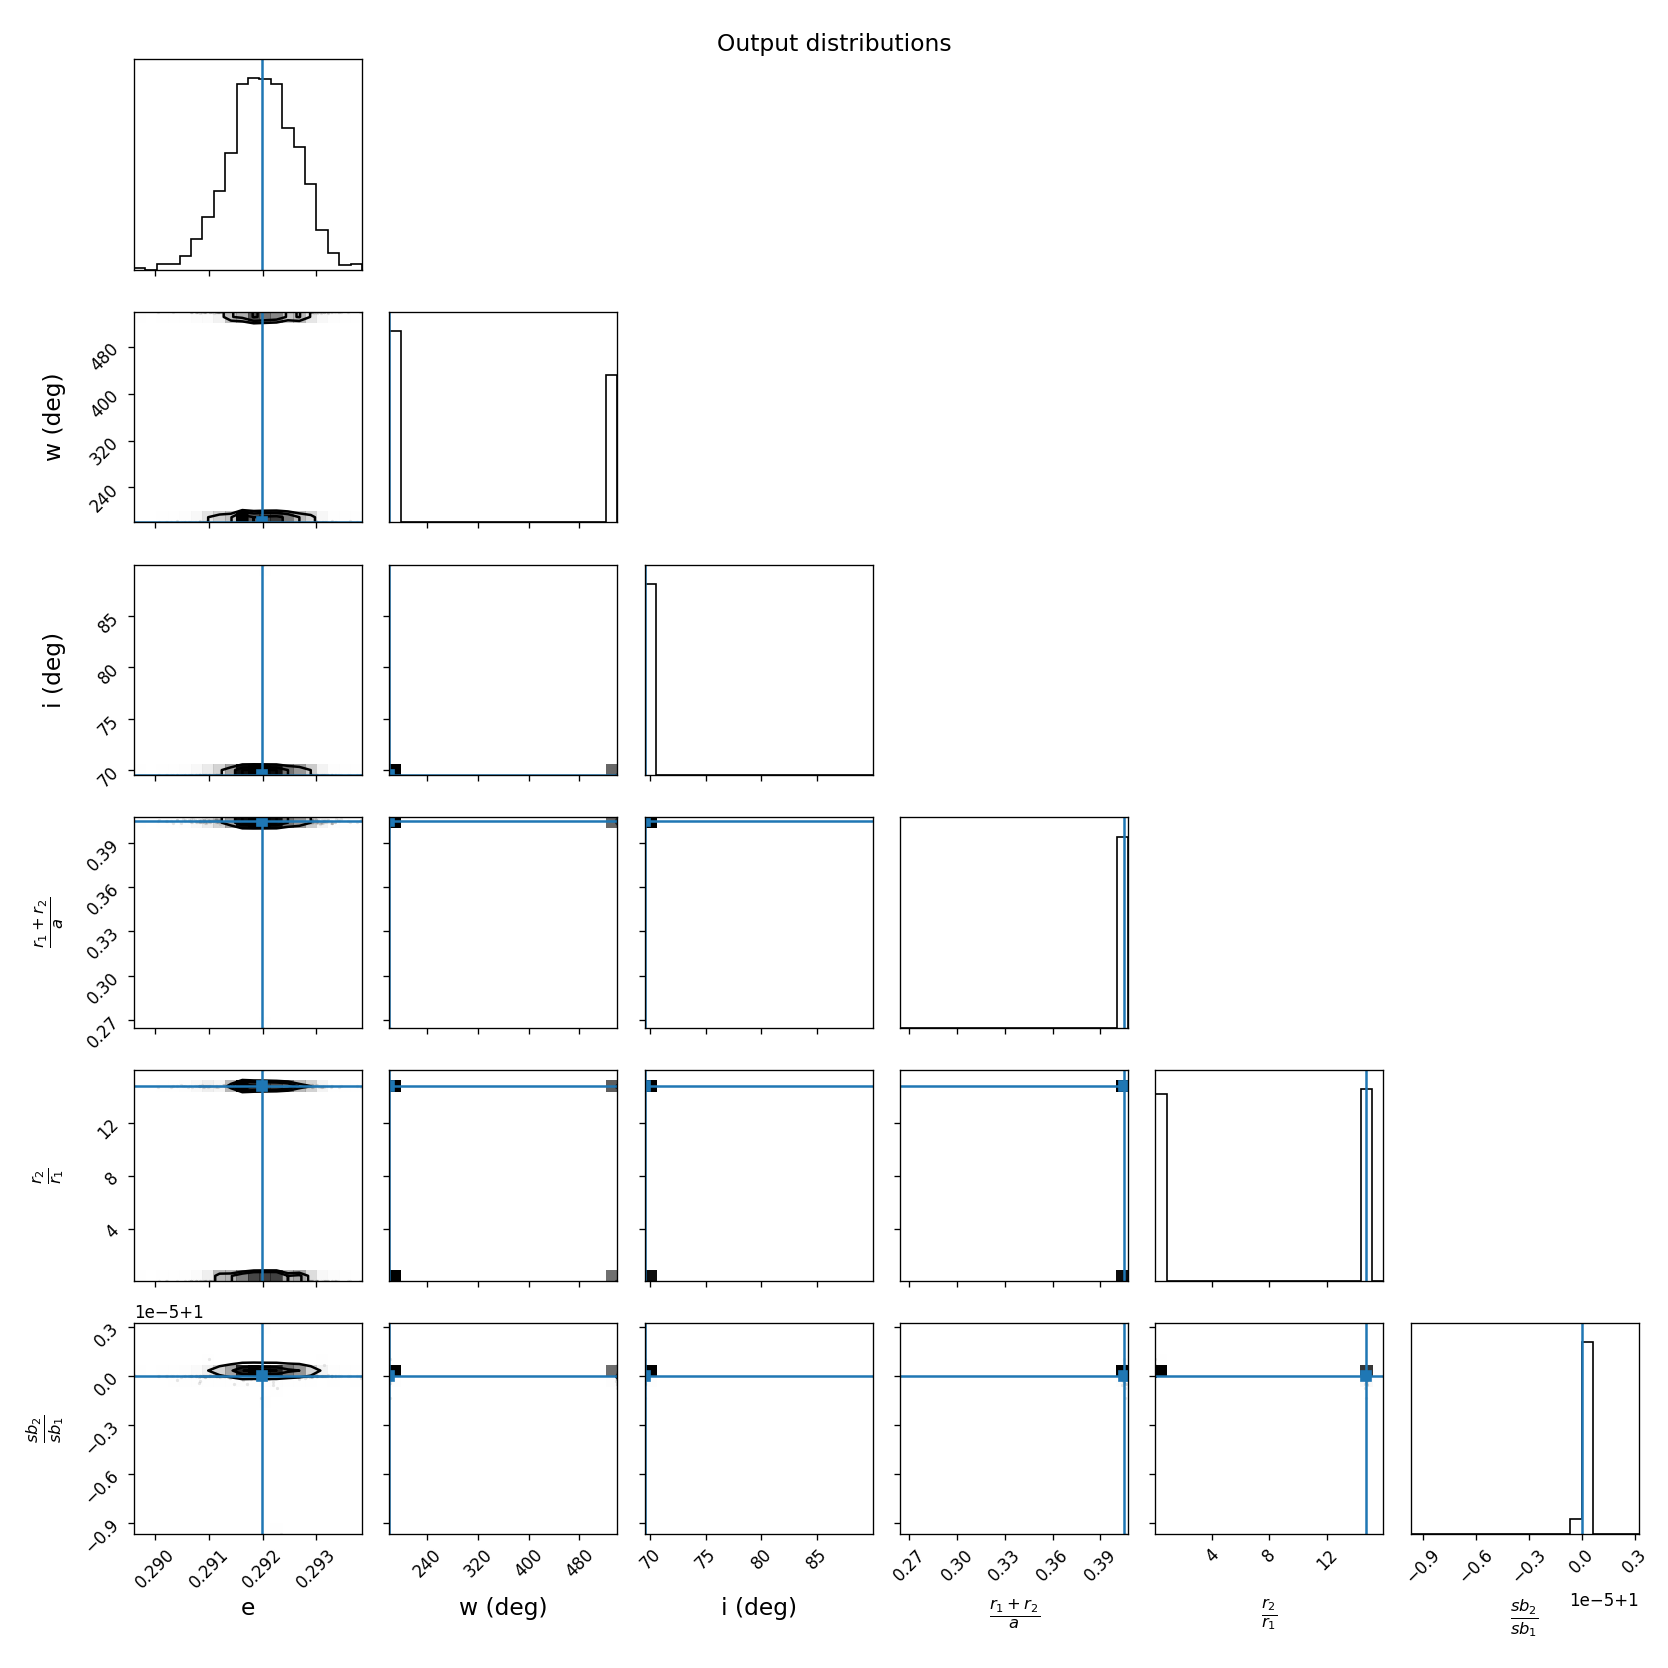 Output distributions
w (deg)
480
400
320
240
i (deg)
85
80
75
70
r₁ + r₂
a
0.39
0.36
0.33
0.30
0.27
r₂
r₁
12
8
4
1e−5+1
sb₂
sb₁
0.3
0.0
−0.3
−0.6
−0.9
0.290 0.291 0.292 0.293 240 320 400 480 70 75 80 85 0.27 0.30 0.33 0.36 0.39 4 8 12 −0.9 −0.6 −0.3 0.0 0.3
1e−5+1
e w (deg) i (deg) r₁ + r₂ r₂ sb₂
a r₁ sb₁